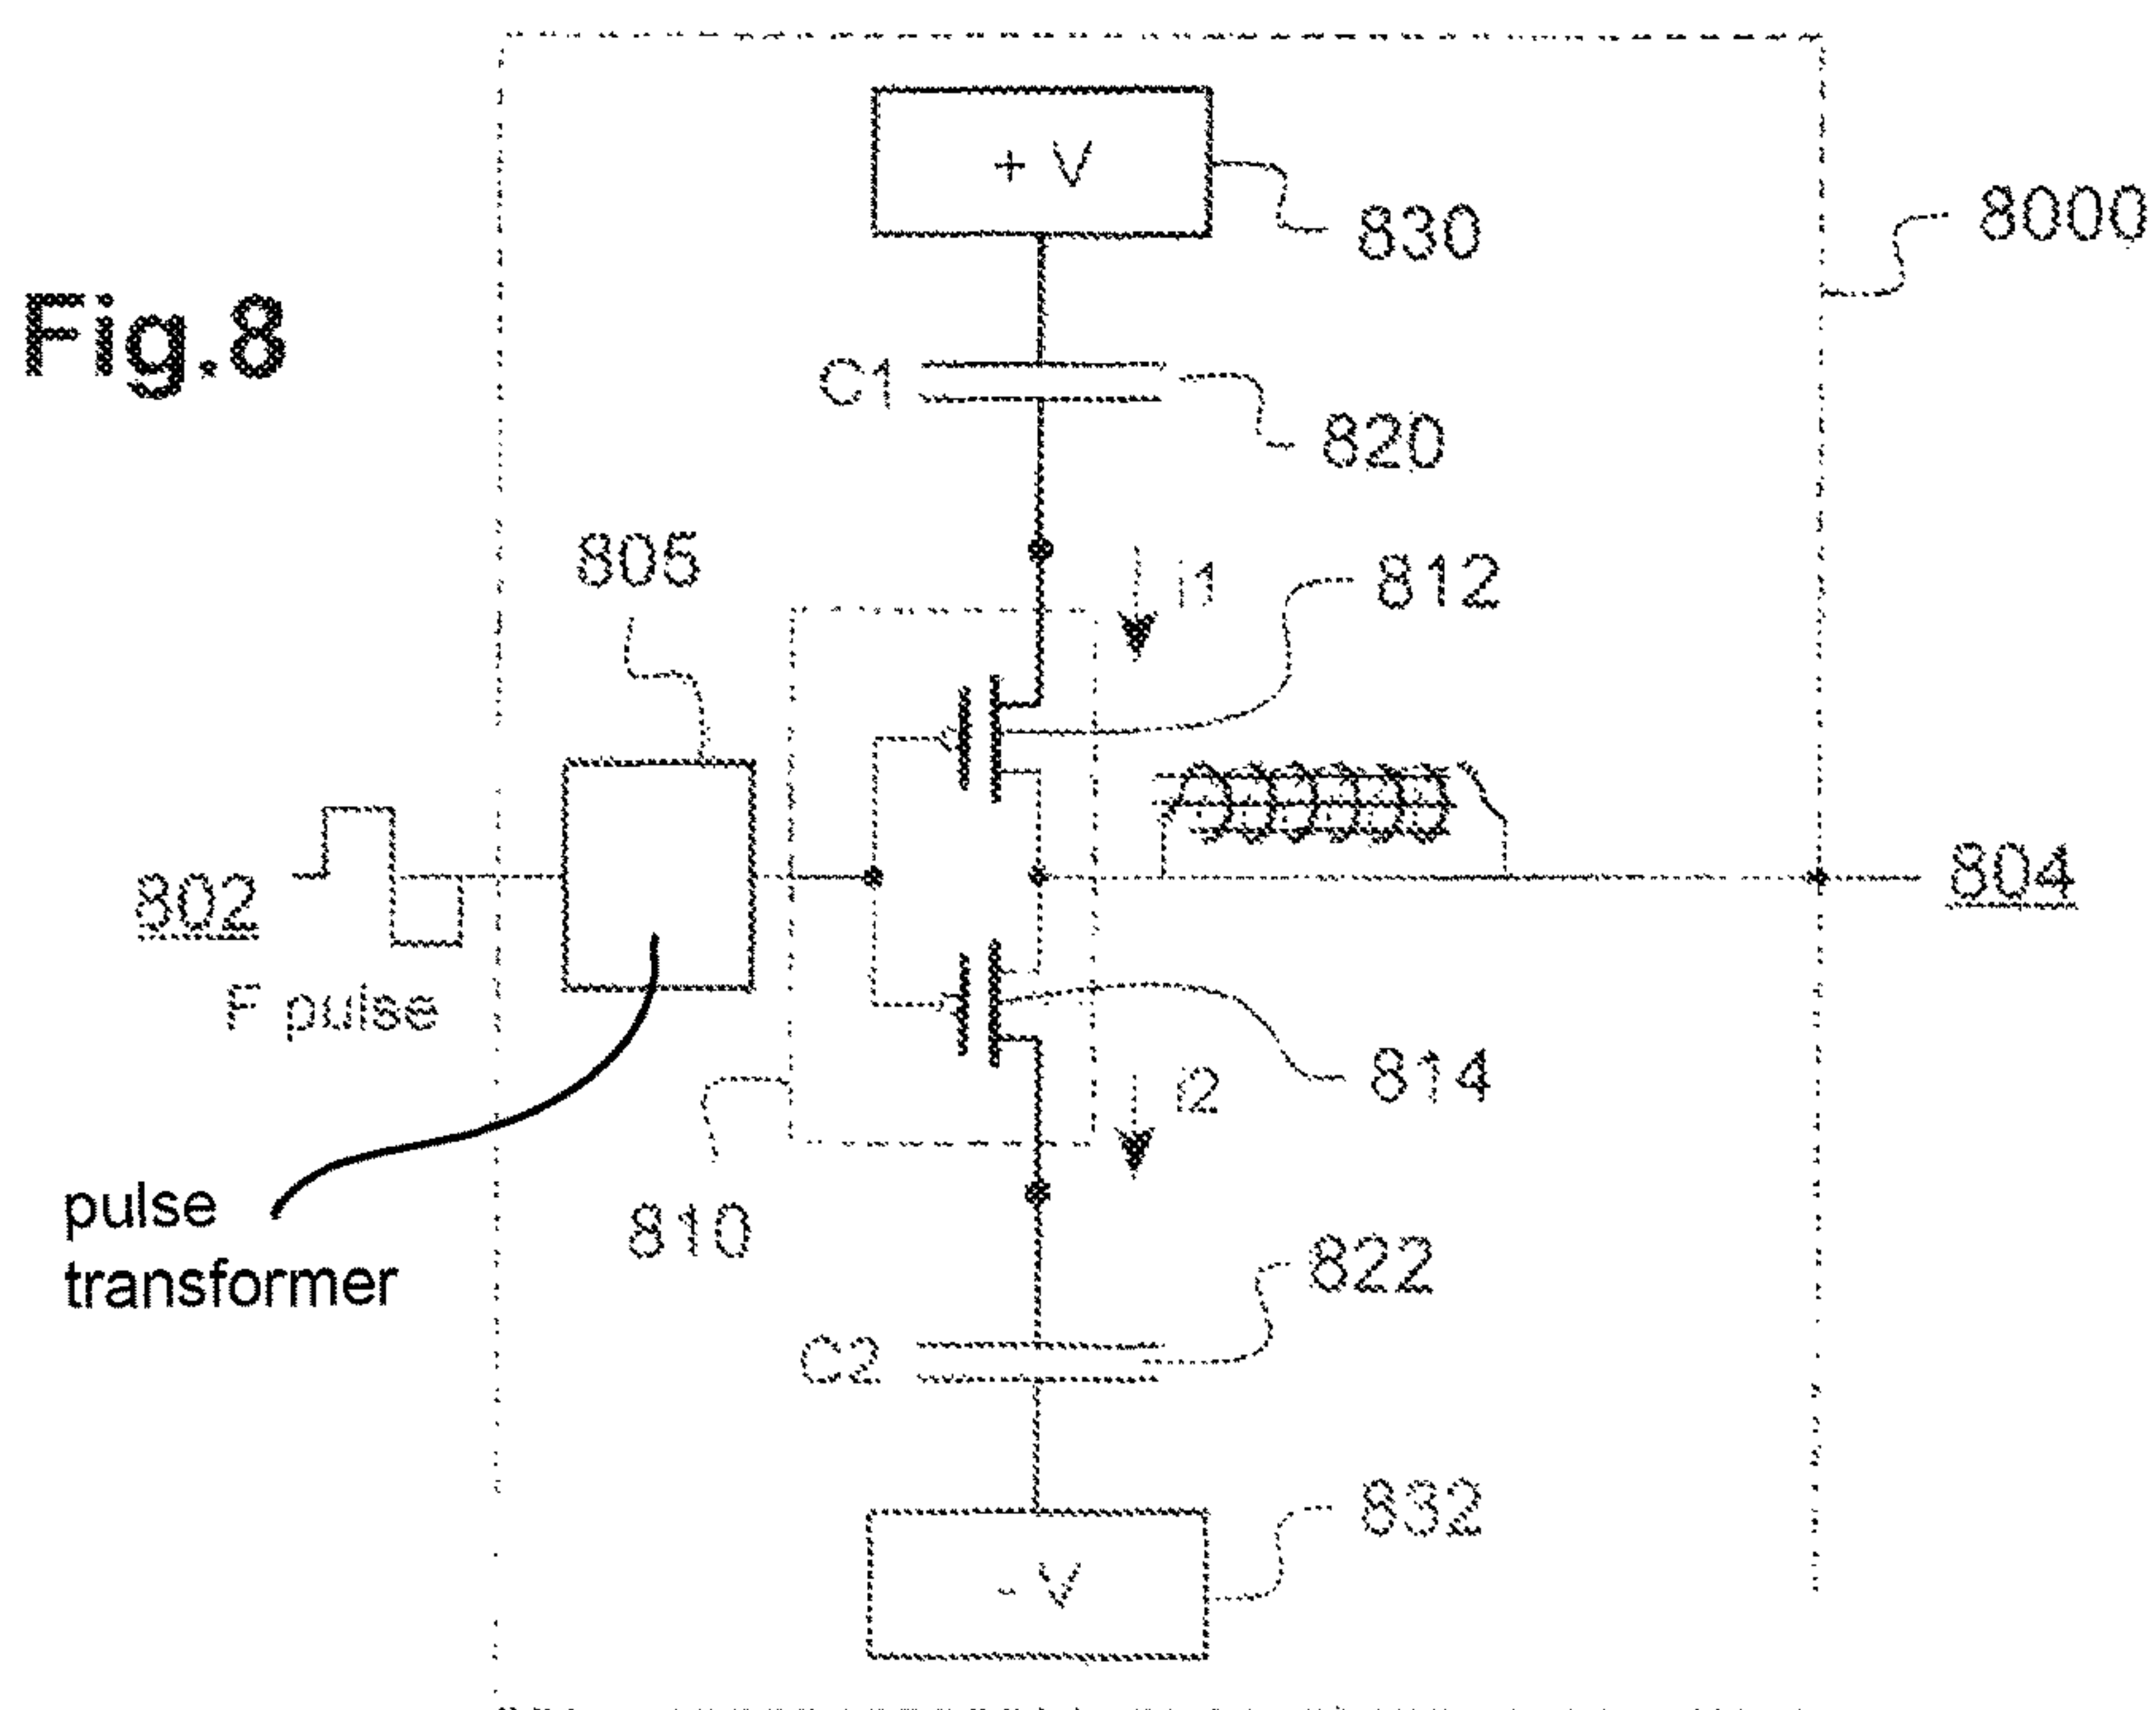 + V
830
8000
Fig.8
C1
820
805
i1
812
802
804
F pulse
i2
814
pulse
transformer
810
822
C2
832
- V